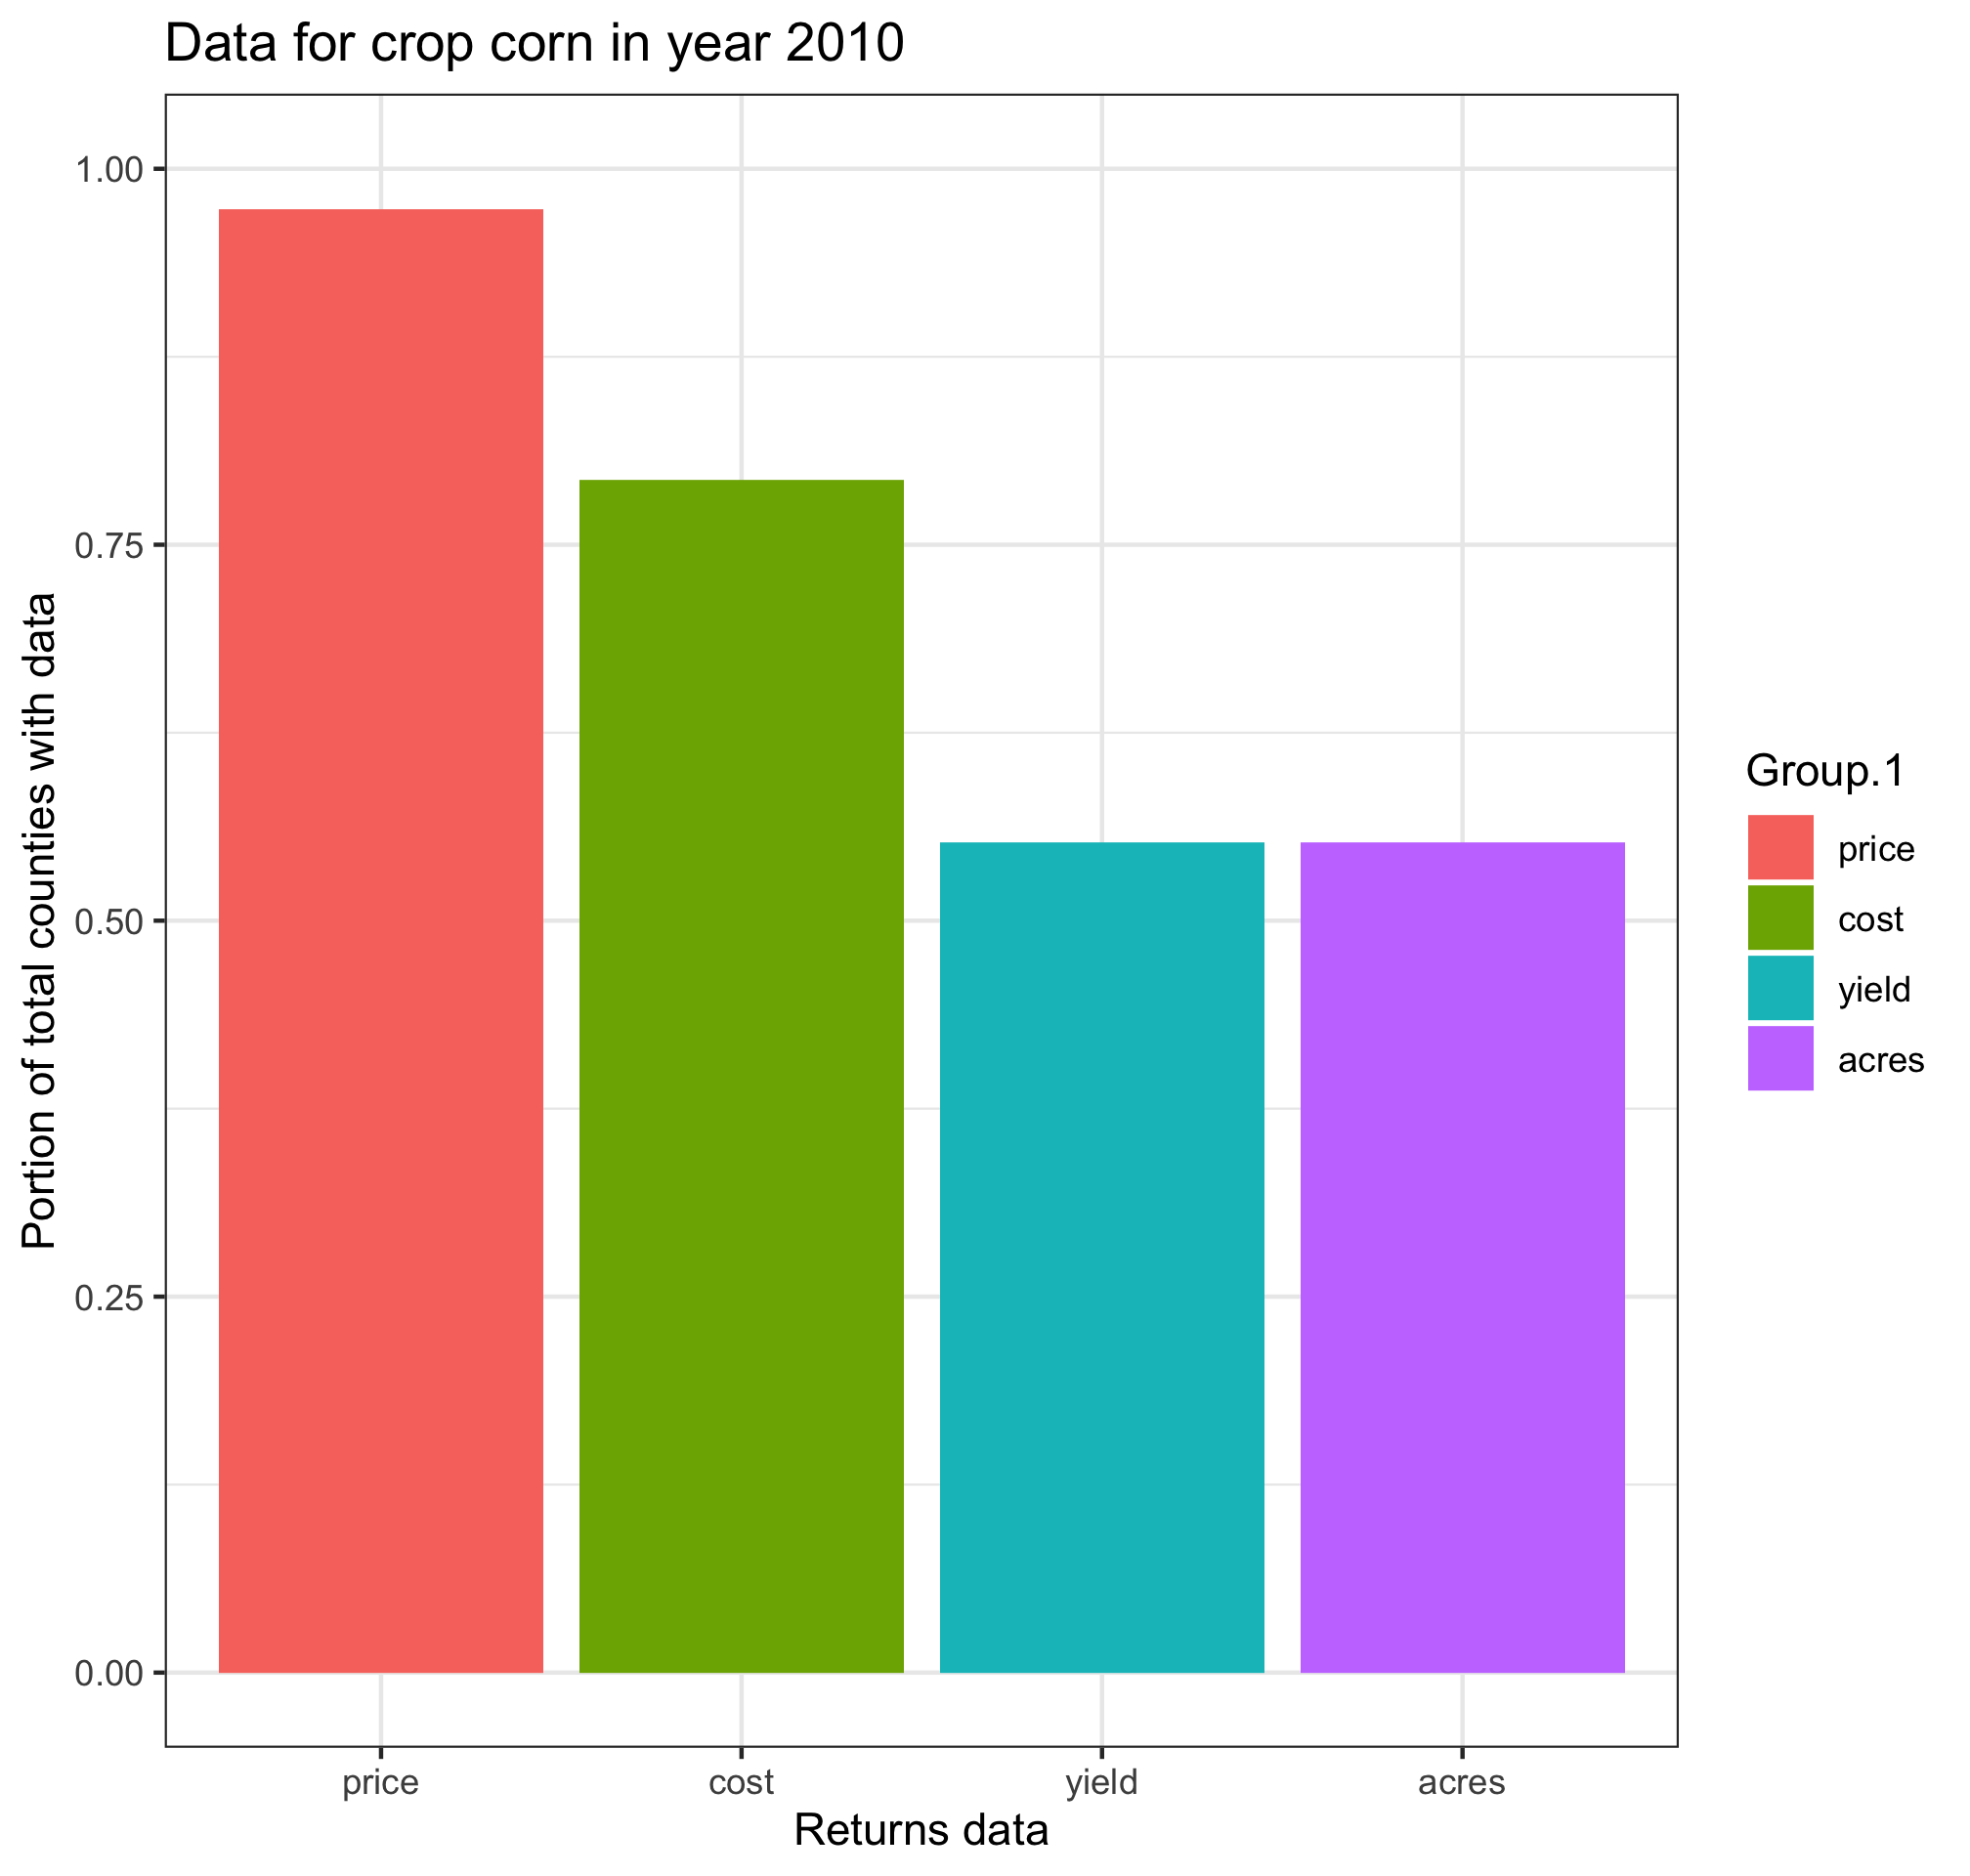 Data for crop corn in year 2010
Portion of total counties with data
1.00
0.75
0.50
0.25
0.00
price
cost
yield
acres
Returns data
Group.1
price
cost
yield
acres